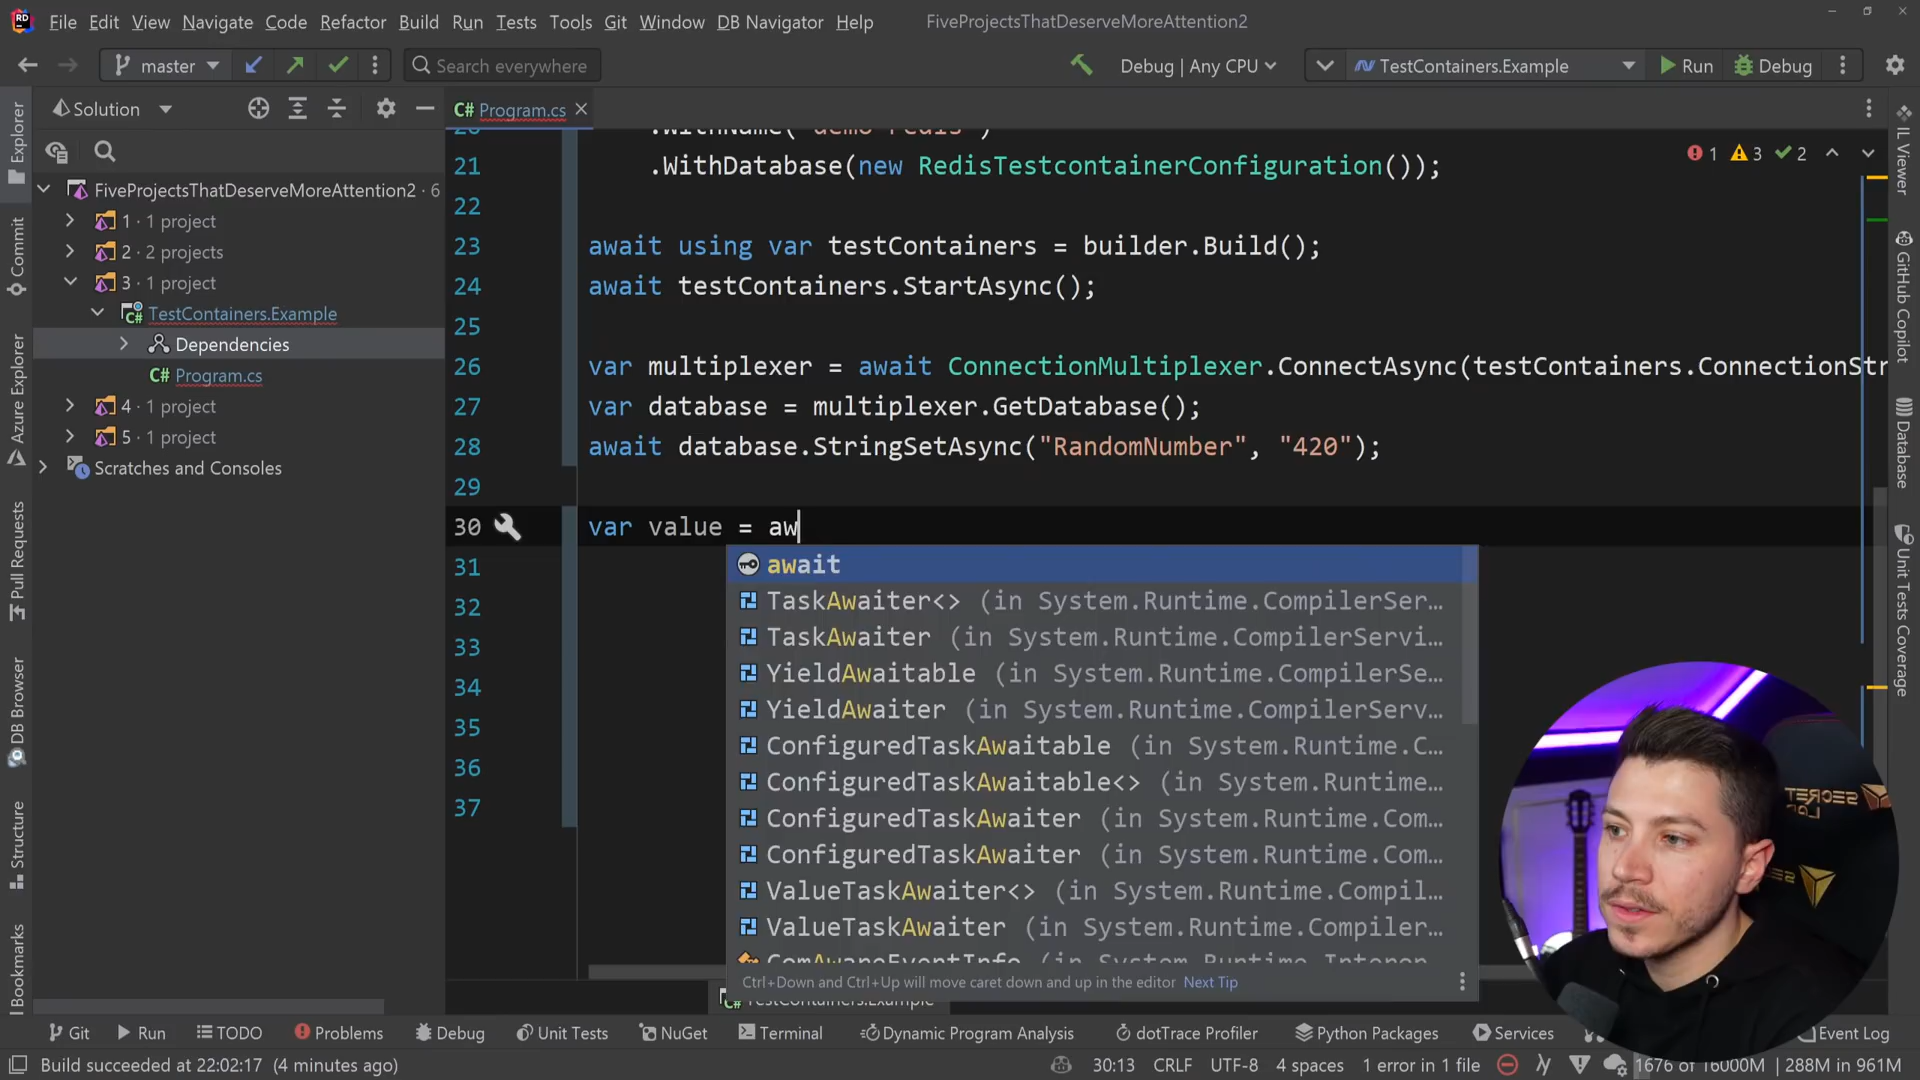 File Edit View Navigate Code Refactor Build Run Tests Tools Git Window DB Navigator Help FiveProjectsThatDeserveMoreAttention2
master Search everywhere Debug | Any CPU TestContainers.Example Run Debug
Solution
C# Program.cs
FiveProjectsThatDeserveMoreAttention2 · 6
1 · 1 project
2 · 2 projects
3 · 1 project
TestContainers.Example
Dependencies
C# Program.cs
4 · 1 project
5 · 1 project
Scratches and Consoles
Explorer
Commit
Azure Explorer
Pull Requests
DB Browser
Structure
Bookmarks
1 3 2
21 .WithDatabase(new RedisTestcontainerConfiguration());
22
23 await using var testContainers = builder.Build();
24 await testContainers.StartAsync();
25
26 var multiplexer = await ConnectionMultiplexer.ConnectAsync(testContainers.ConnectionStr
27 var database = multiplexer.GetDatabase();
28 await database.StringSetAsync("RandomNumber", "420");
29
30 var value = aw
31
32
33
34
35
36
37
await
TaskAwaiter<> (in System.Runtime.CompilerSer…
TaskAwaiter (in System.Runtime.CompilerServi…
YieldAwaitable (in System.Runtime.CompilerSe…
YieldAwaiter (in System.Runtime.CompilerServ…
ConfiguredTaskAwaitable (in System.Runtime.C…
ConfiguredTaskAwaitable<> (in System.Runtime…
ConfiguredTaskAwaiter (in System.Runtime.Com…
ConfiguredTaskAwaiter (in System.Runtime.Com…
ValueTaskAwaiter<> (in System.Runtime.Compil…
ValueTaskAwaiter (in System.Runtime.Compiler…
Ctrl+Down and Ctrl+Up will move caret down and up in the editor Next Tip
TestContainers.Example
IL Viewer
GitHub Copilot
Database
Unit Tests Coverage
SECRET
Git Run TODO Problems Debug Unit Tests NuGet Terminal Dynamic Program Analysis dotTrace Profiler Python Packages Services Event Log
Build succeeded at 22:02:17 (4 minutes ago) 30:13 CRLF UTF-8 4 spaces 1 error in 1 file 1676 of 16000M 288M in 961M